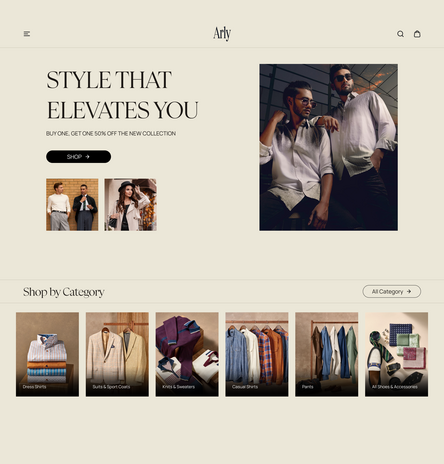 Arly
STYLE THAT
ELEVATES YOU
BUY ONE, GET ONE 50% OFF THE NEW COLLECTION
SHOP →
Shop by Category
All Category →
Dress Shirts
Suits & Sport Coats
Knits & Sweaters
Casual Shirts
Pants
All Shoes & Accessories